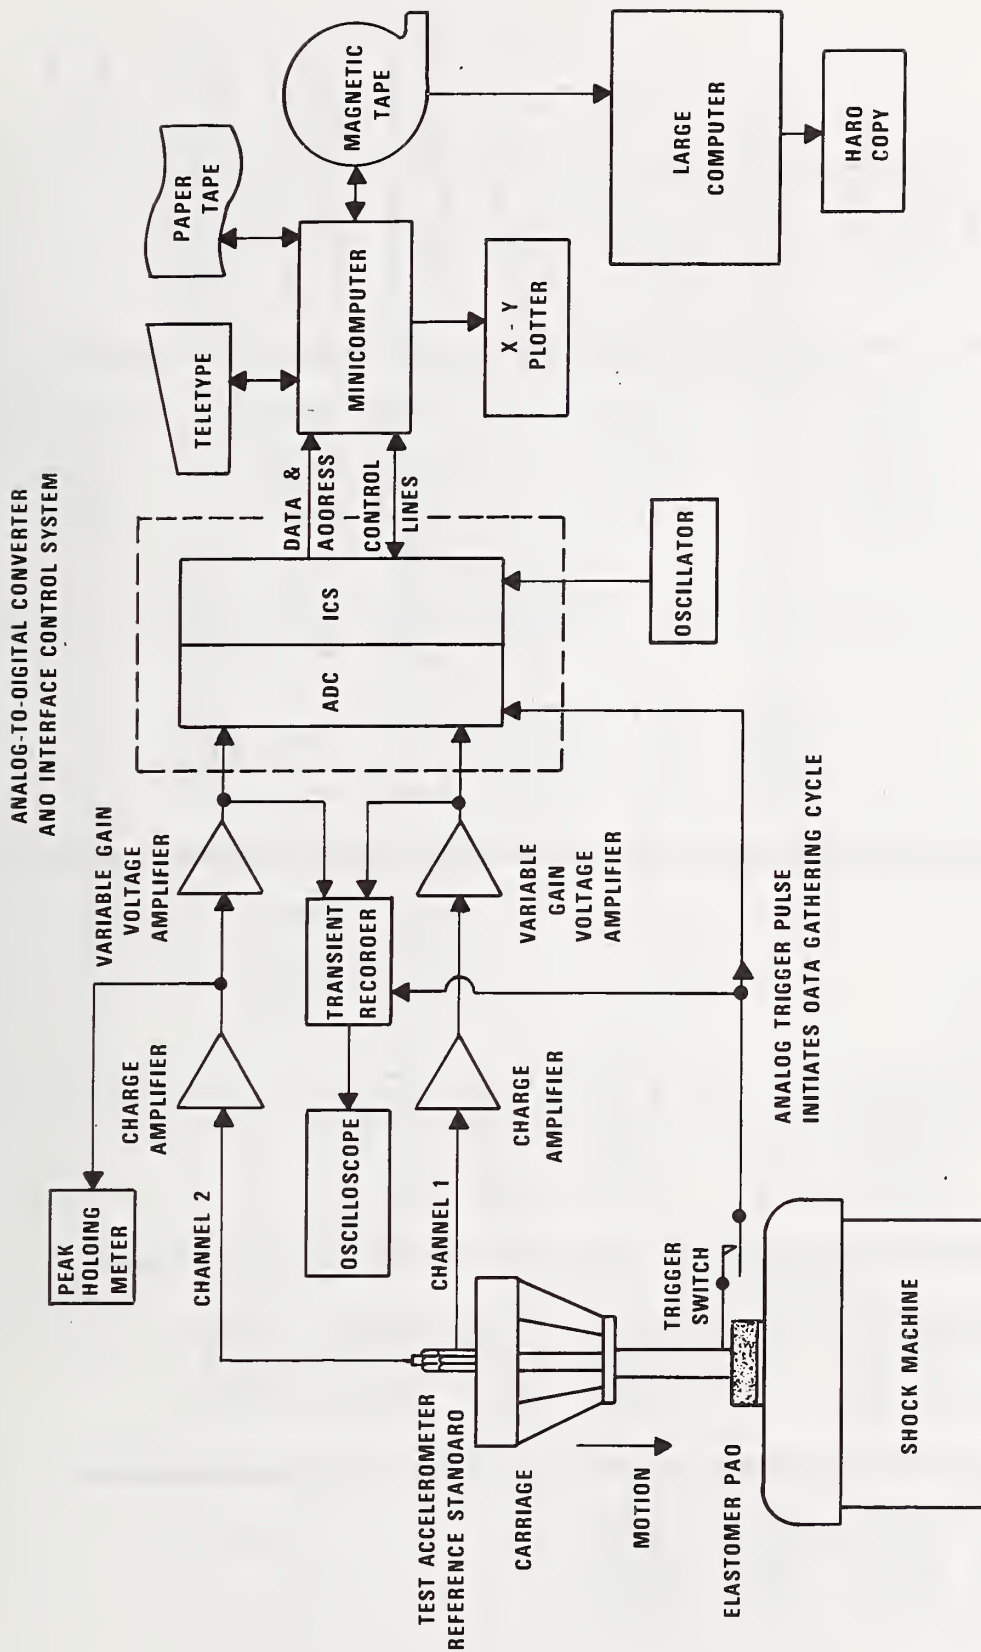 ANALOG-TO-OIGITAL CONVERTER
ANO INTERFACE CONTROL SYSTEM
PEAK
HOLOING
METER
CHARGE
AMPLIFIER
VARIABLE GAIN
VOLTAGE
AMPLIFIER
CHANNEL 2
TELETYPE
PAPER
TAPE
OSCILLOSCOPE
TRANSIENT
RECOROER
ADC
ICS
DATA &
AOORESS
CONTROL
LINES
MINICOMPUTER
MAGNETIC
TAPE
CHANNEL 1
CHARGE
AMPLIFIER
VARIABLE
GAIN
VOLTAGE
AMPLIFIER
TEST ACCELEROMETER
REFERENCE STANOARO
CARRIAGE
MOTION
ELASTOMER PAO
TRIGGER
SWITCH
X - Y
PLOTTER
OSCILLATOR
LARGE
COMPUTER
HARO
COPY
ANALOG TRIGGER PULSE
INITIATES OATA GATHERING CYCLE
SHOCK MACHINE